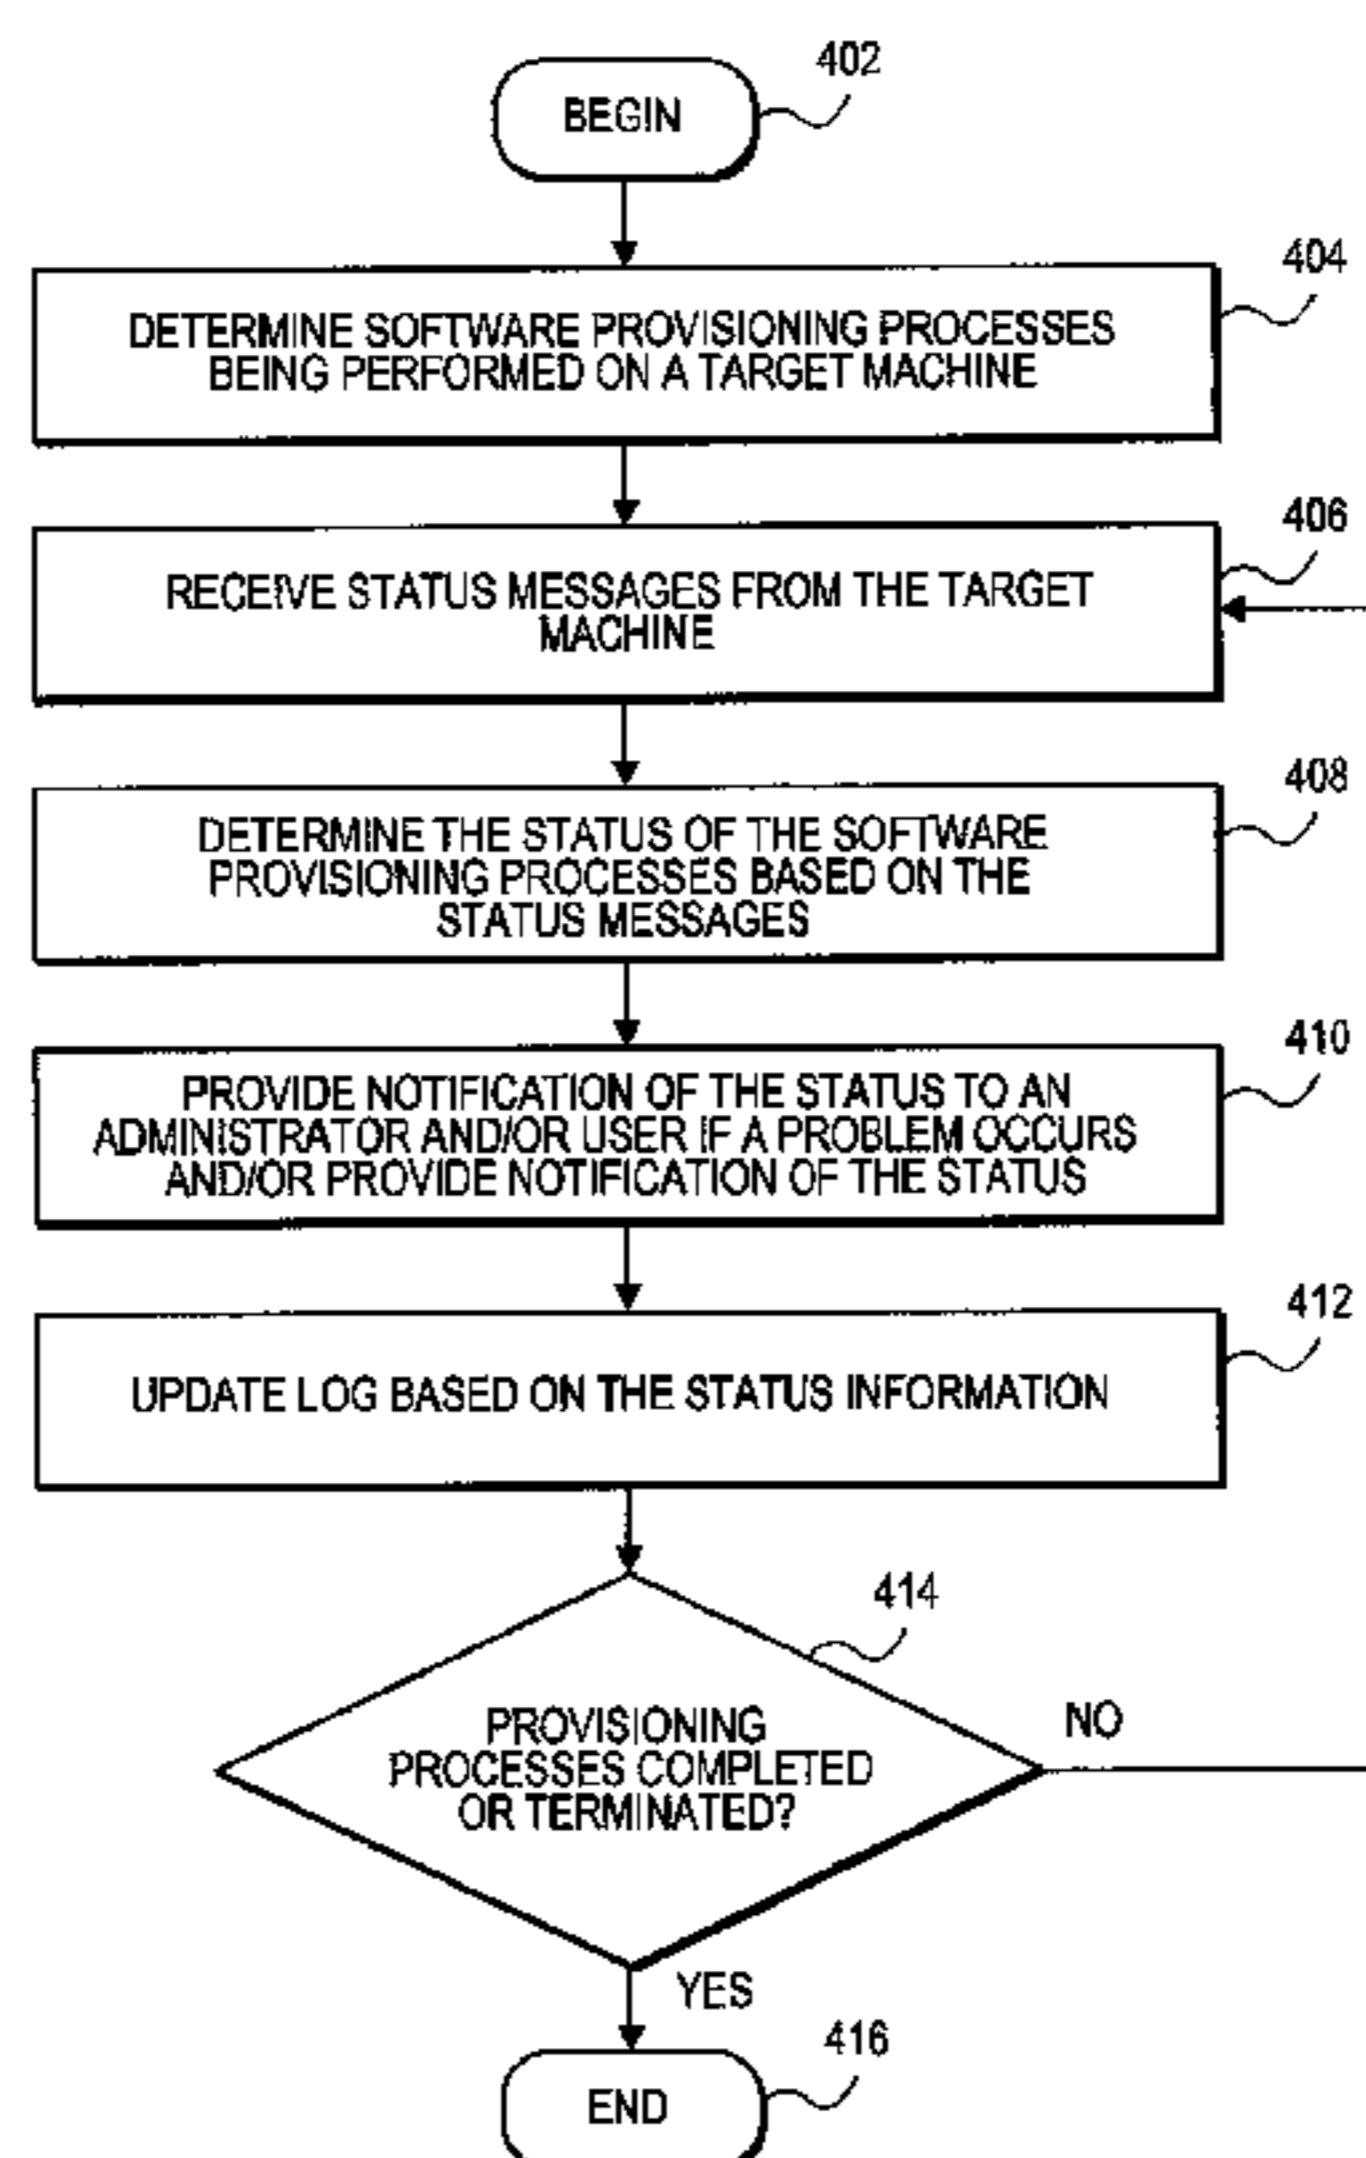 402
BEGIN
404
DETERMINE SOFTWARE PROVISIONING PROCESSES
BEING PERFORMED ON A TARGET MACHINE
406
RECEIVE STATUS MESSAGES FROM THE TARGET
MACHINE
408
DETERMINE THE STATUS OF THE SOFTWARE
PROVISIONING PROCESSES BASED ON THE
STATUS MESSAGES
410
PROVIDE NOTIFICATION OF THE STATUS TO AN
ADMINISTRATOR AND/OR USER IF A PROBLEM OCCURS
AND/OR PROVIDE NOTIFICATION OF THE STATUS
412
UPDATE LOG BASED ON THE STATUS INFORMATION
414
PROVISIONING
PROCESSES COMPLETED
OR TERMINATED?
NO
YES
416
END